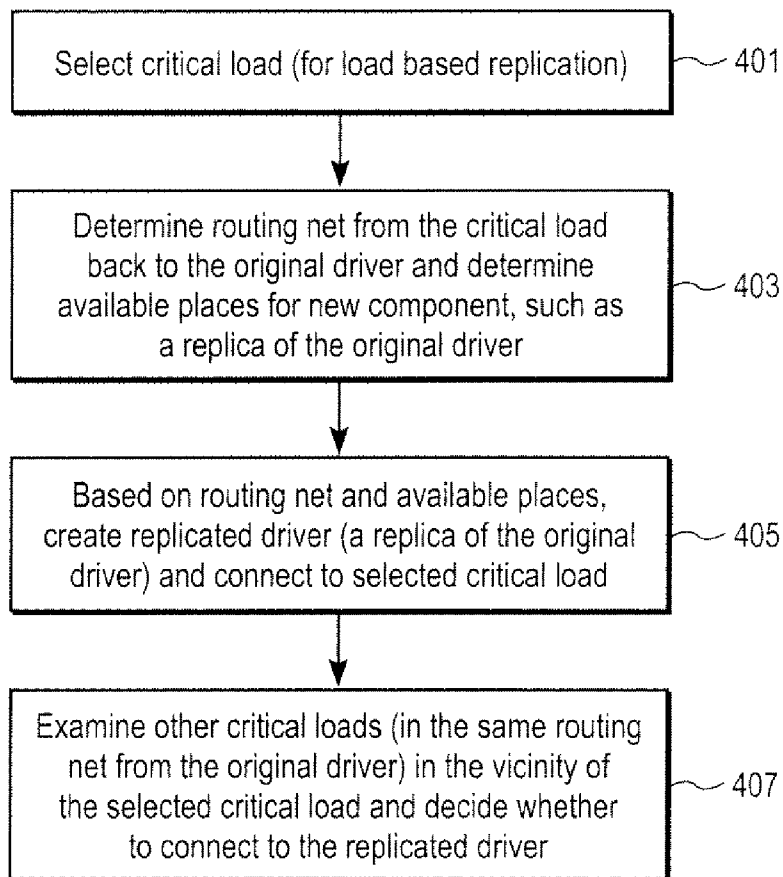 Select critical load (for load based replication)
401
Determine routing net from the critical load
back to the original driver and determine
available places for new component, such as
a replica of the original driver
403
Based on routing net and available places,
create replicated driver (a replica of the original
driver) and connect to selected critical load
405
Examine other critical loads (in the same routing
net from the original driver) in the vicinity of
the selected critical load and decide whether
to connect to the replicated driver
407